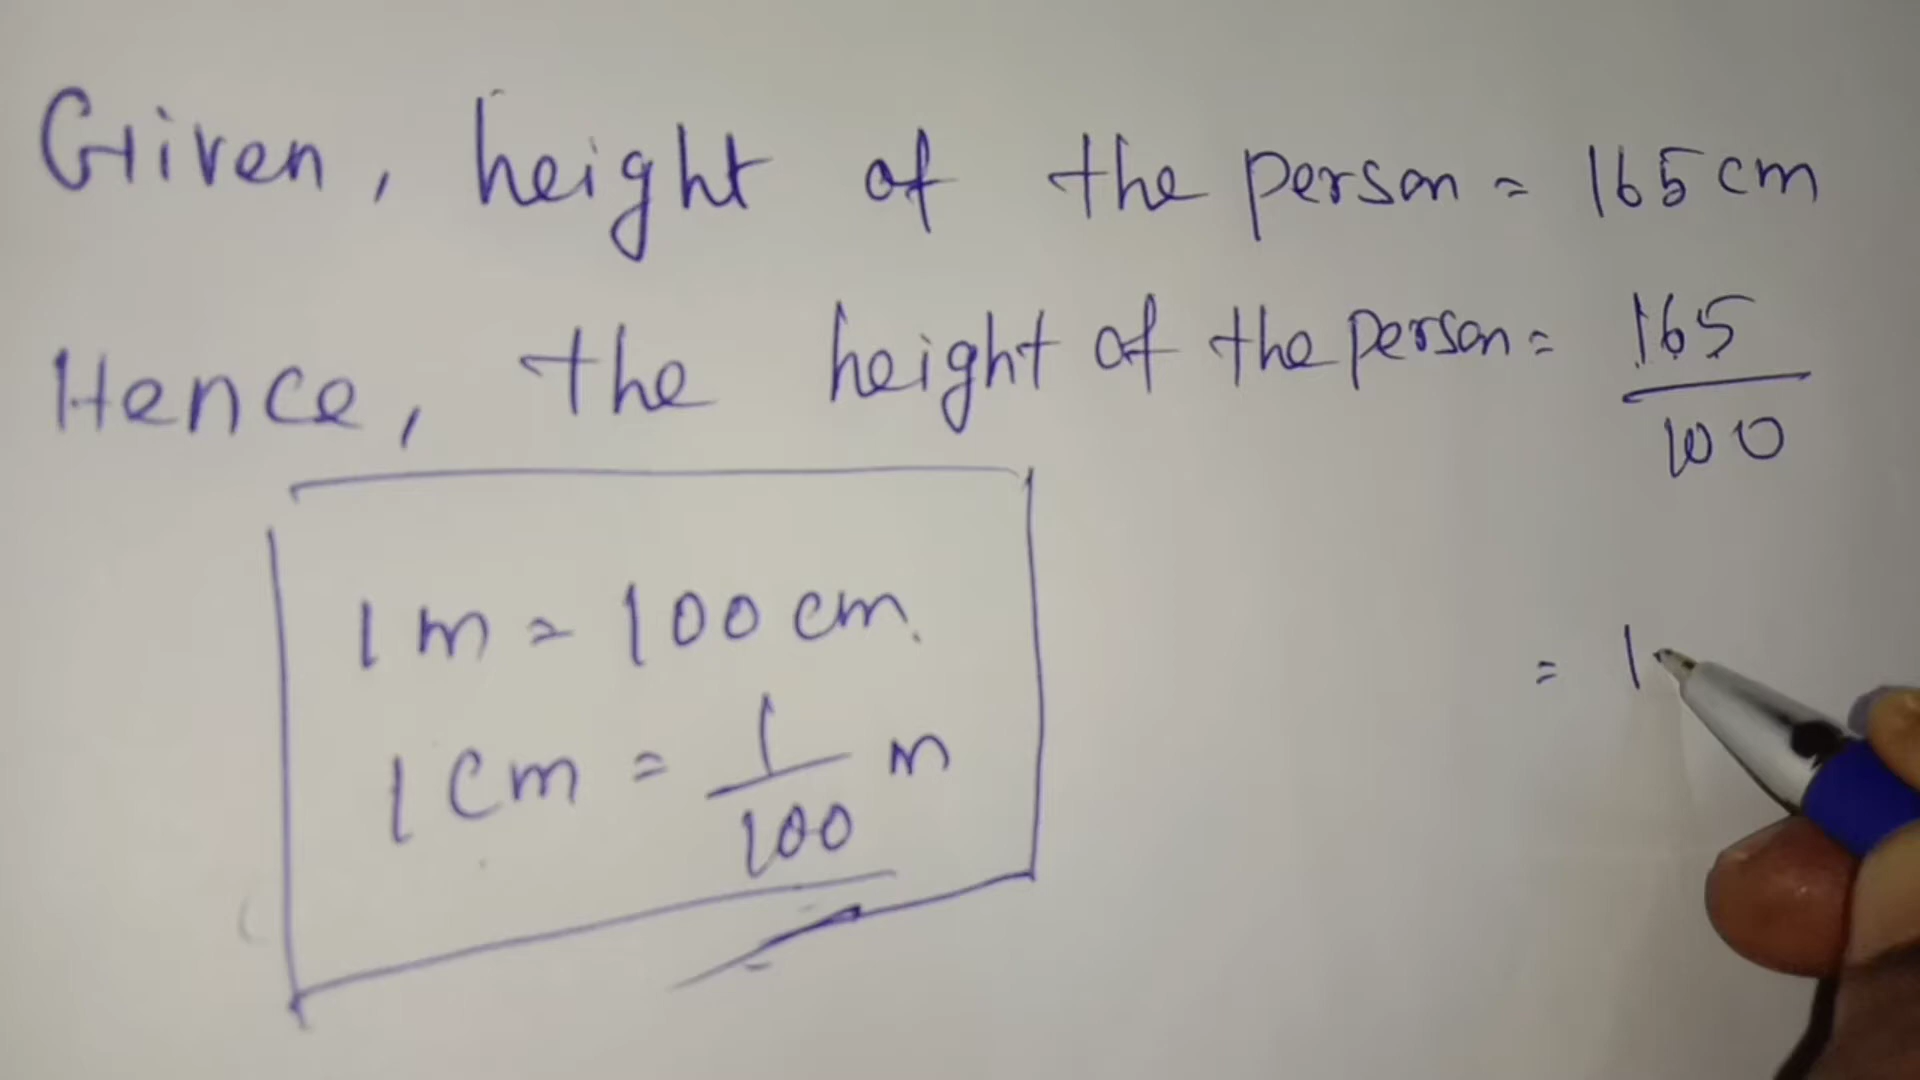 Given, height of the person = 165 cm
Hence, the height of the person = 165/100
= 1
1 m = 100 cm.
1 cm = 1/100 m